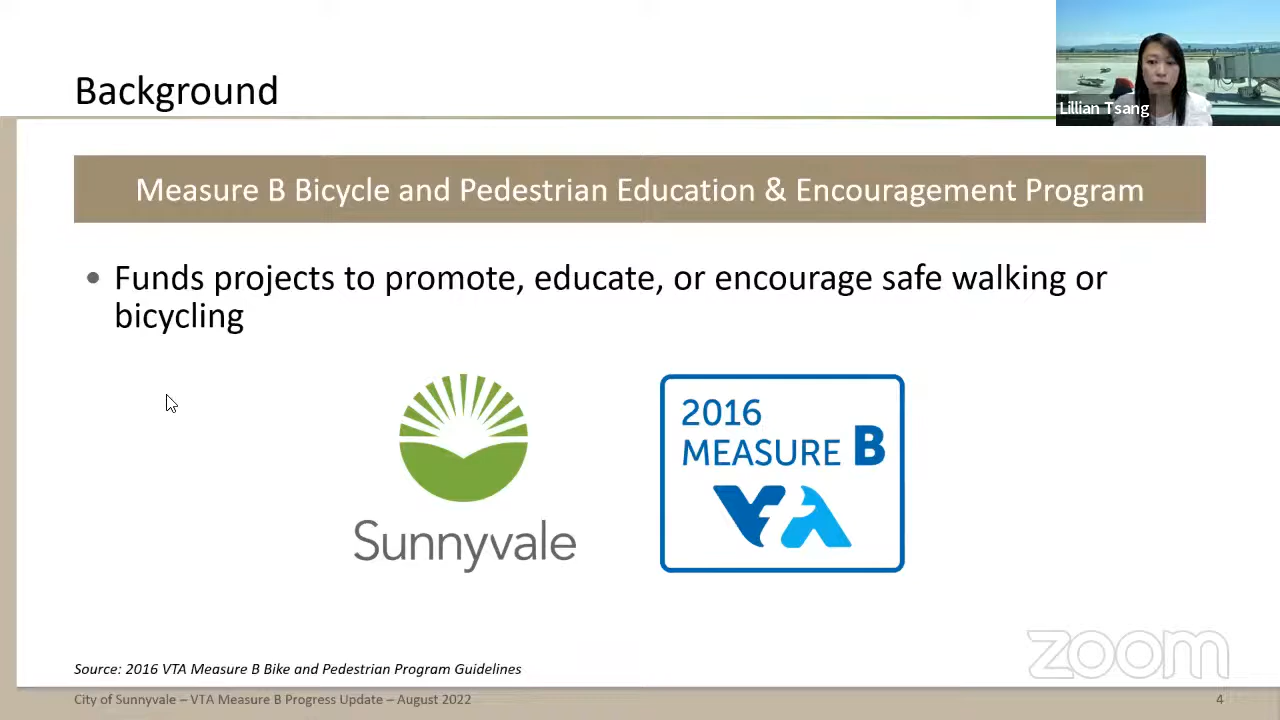 Background
Lillian Tsang
Measure B Bicycle and Pedestrian Education & Encouragement Program
• Funds projects to promote, educate, or encourage safe walking or
bicycling
2016
MEASURE B
VTA
Sunnyvale
zoom
Source: 2016 VTA Measure B Bike and Pedestrian Program Guidelines
City of Sunnyvale – VTA Measure B Progress Update – August 2022
4